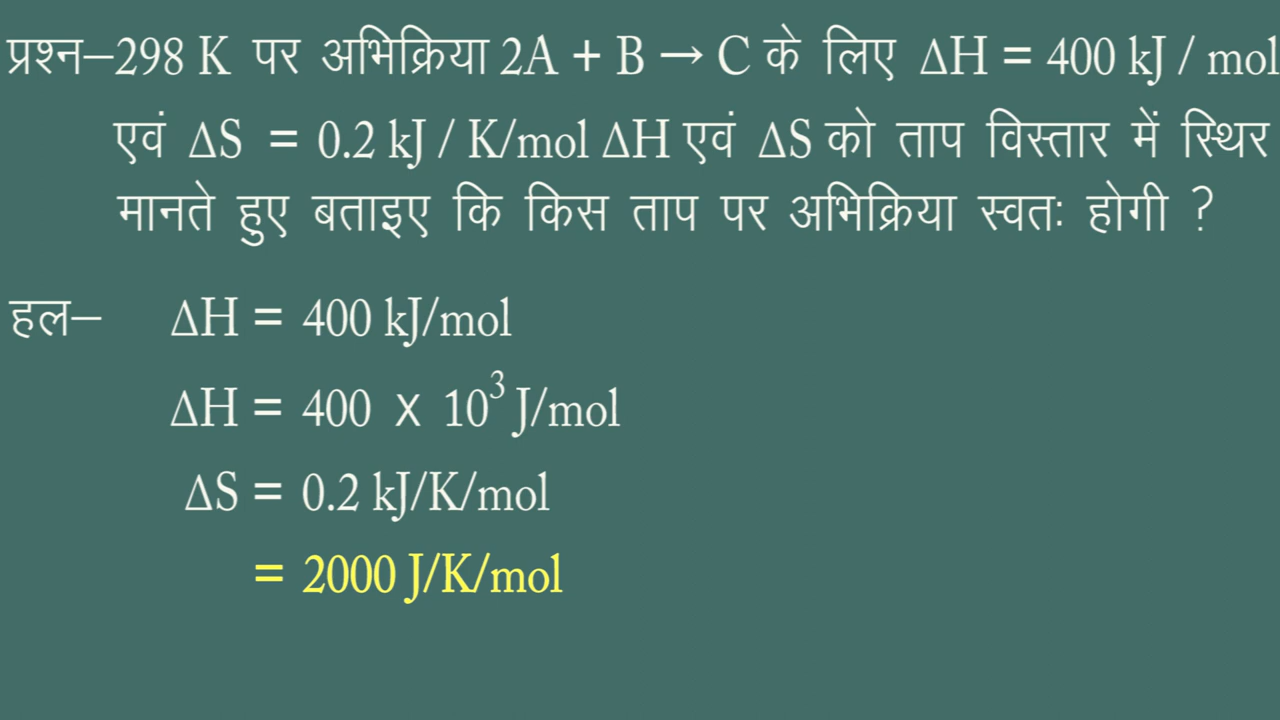 प्रश्न–298 K पर अभिक्रिया 2A + B → C के लिए ΔH = 400 kJ / mol
एवं ΔS = 0.2 kJ / K/mol ΔH एवं ΔS को ताप विस्तार में स्थिर
मानते हुए बताइए कि किस ताप पर अभिक्रिया स्वतः होगी ?
हल– ΔH = 400 kJ/mol
ΔH = 400 x 10³ J/mol
ΔS = 0.2 kJ/K/mol
= 2000 J/K/mol